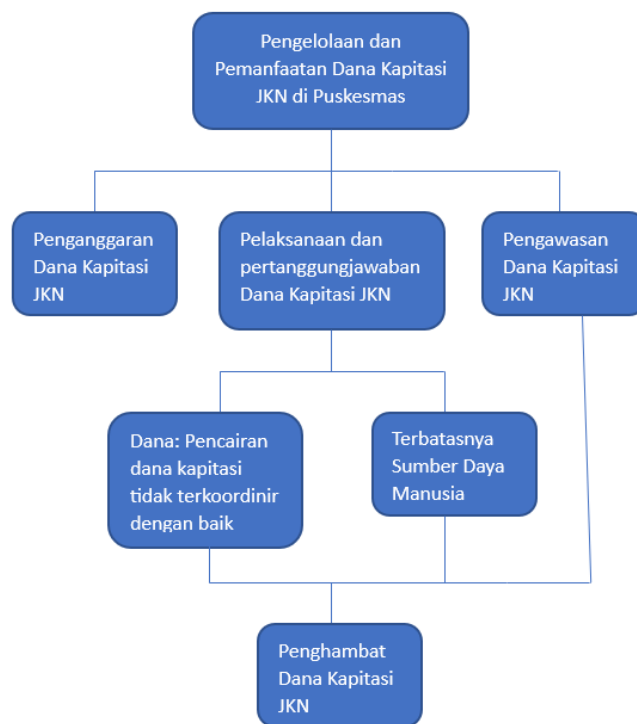 Pengelolaan dan
Pemanfaatan Dana Kapitasi
JKN di Puskesmas
Penganggaran
Dana Kapitasi
JKN
Pelaksanaan dan
pertanggungjawaban
Dana Kapitasi JKN
Pengawasan
Dana Kapitasi
JKN
Dana: Pencairan
dana kapitasi
tidak terkoordinir
dengan baik
Terbatasnya
Sumber Daya
Manusia
Penghambat
Dana Kapitasi
JKN